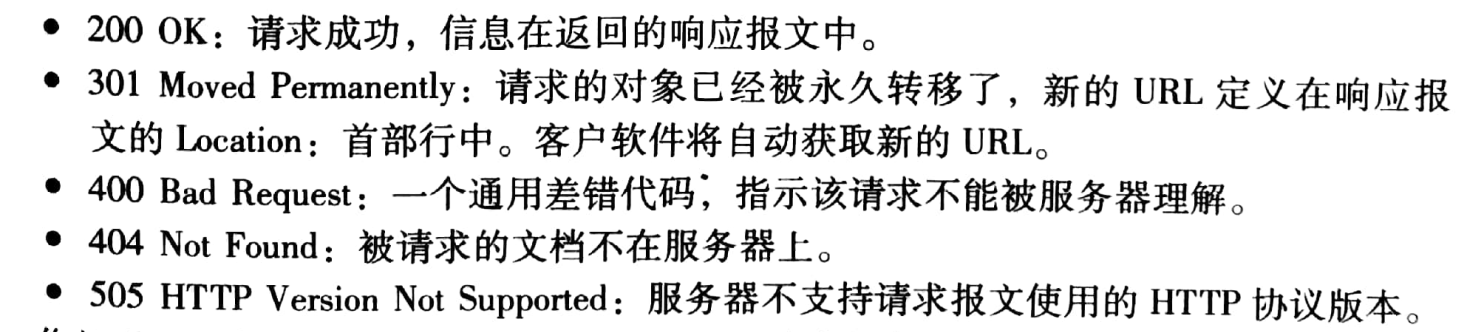 • 200 OK：请求成功，信息在返回的响应报文中。
• 301 Moved Permanently：请求的对象已经被永久转移了，新的 URL 定义在响应报
文的 Location：首部行中。客户软件将自动获取新的 URL。
• 400 Bad Request：一个通用差错代码，指示该请求不能被服务器理解。
• 404 Not Found：被请求的文档不在服务器上。
• 505 HTTP Version Not Supported：服务器不支持请求报文使用的 HTTP 协议版本。